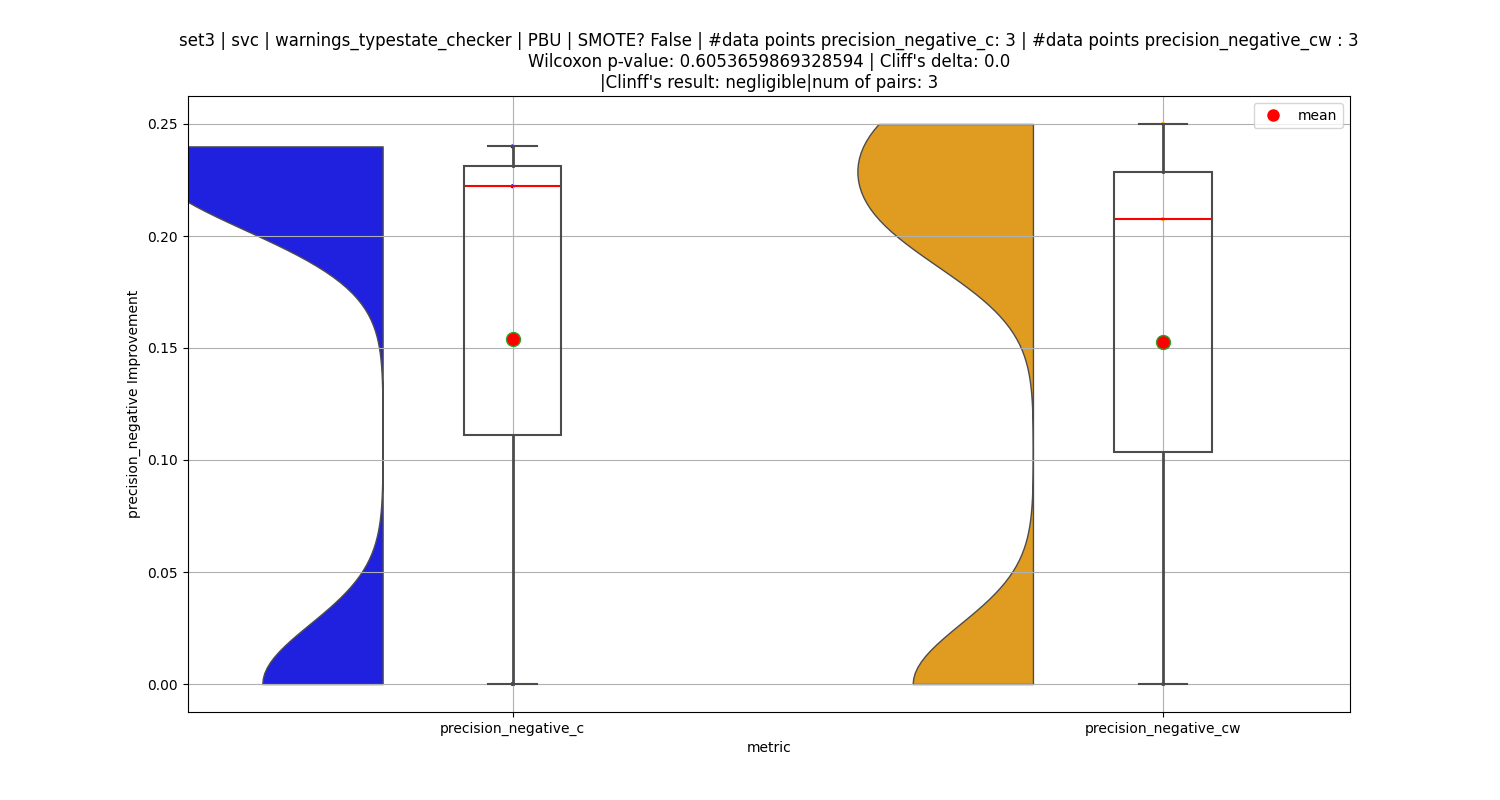 set3 | svc | warnings_typestate_checker | PBU | SMOTE? False | #data points precision_negative_c: 3 | #data points precision_negative_cw : 3
Wilcoxon p-value: 0.6053659869328594 | Cliff's delta: 0.0
|Clinff's result: negligible|num of pairs: 3
mean
0.25
0.20
0.15
0.10
0.05
0.00
precision_negative Improvement
precision_negative_c
precision_negative_cw
metric